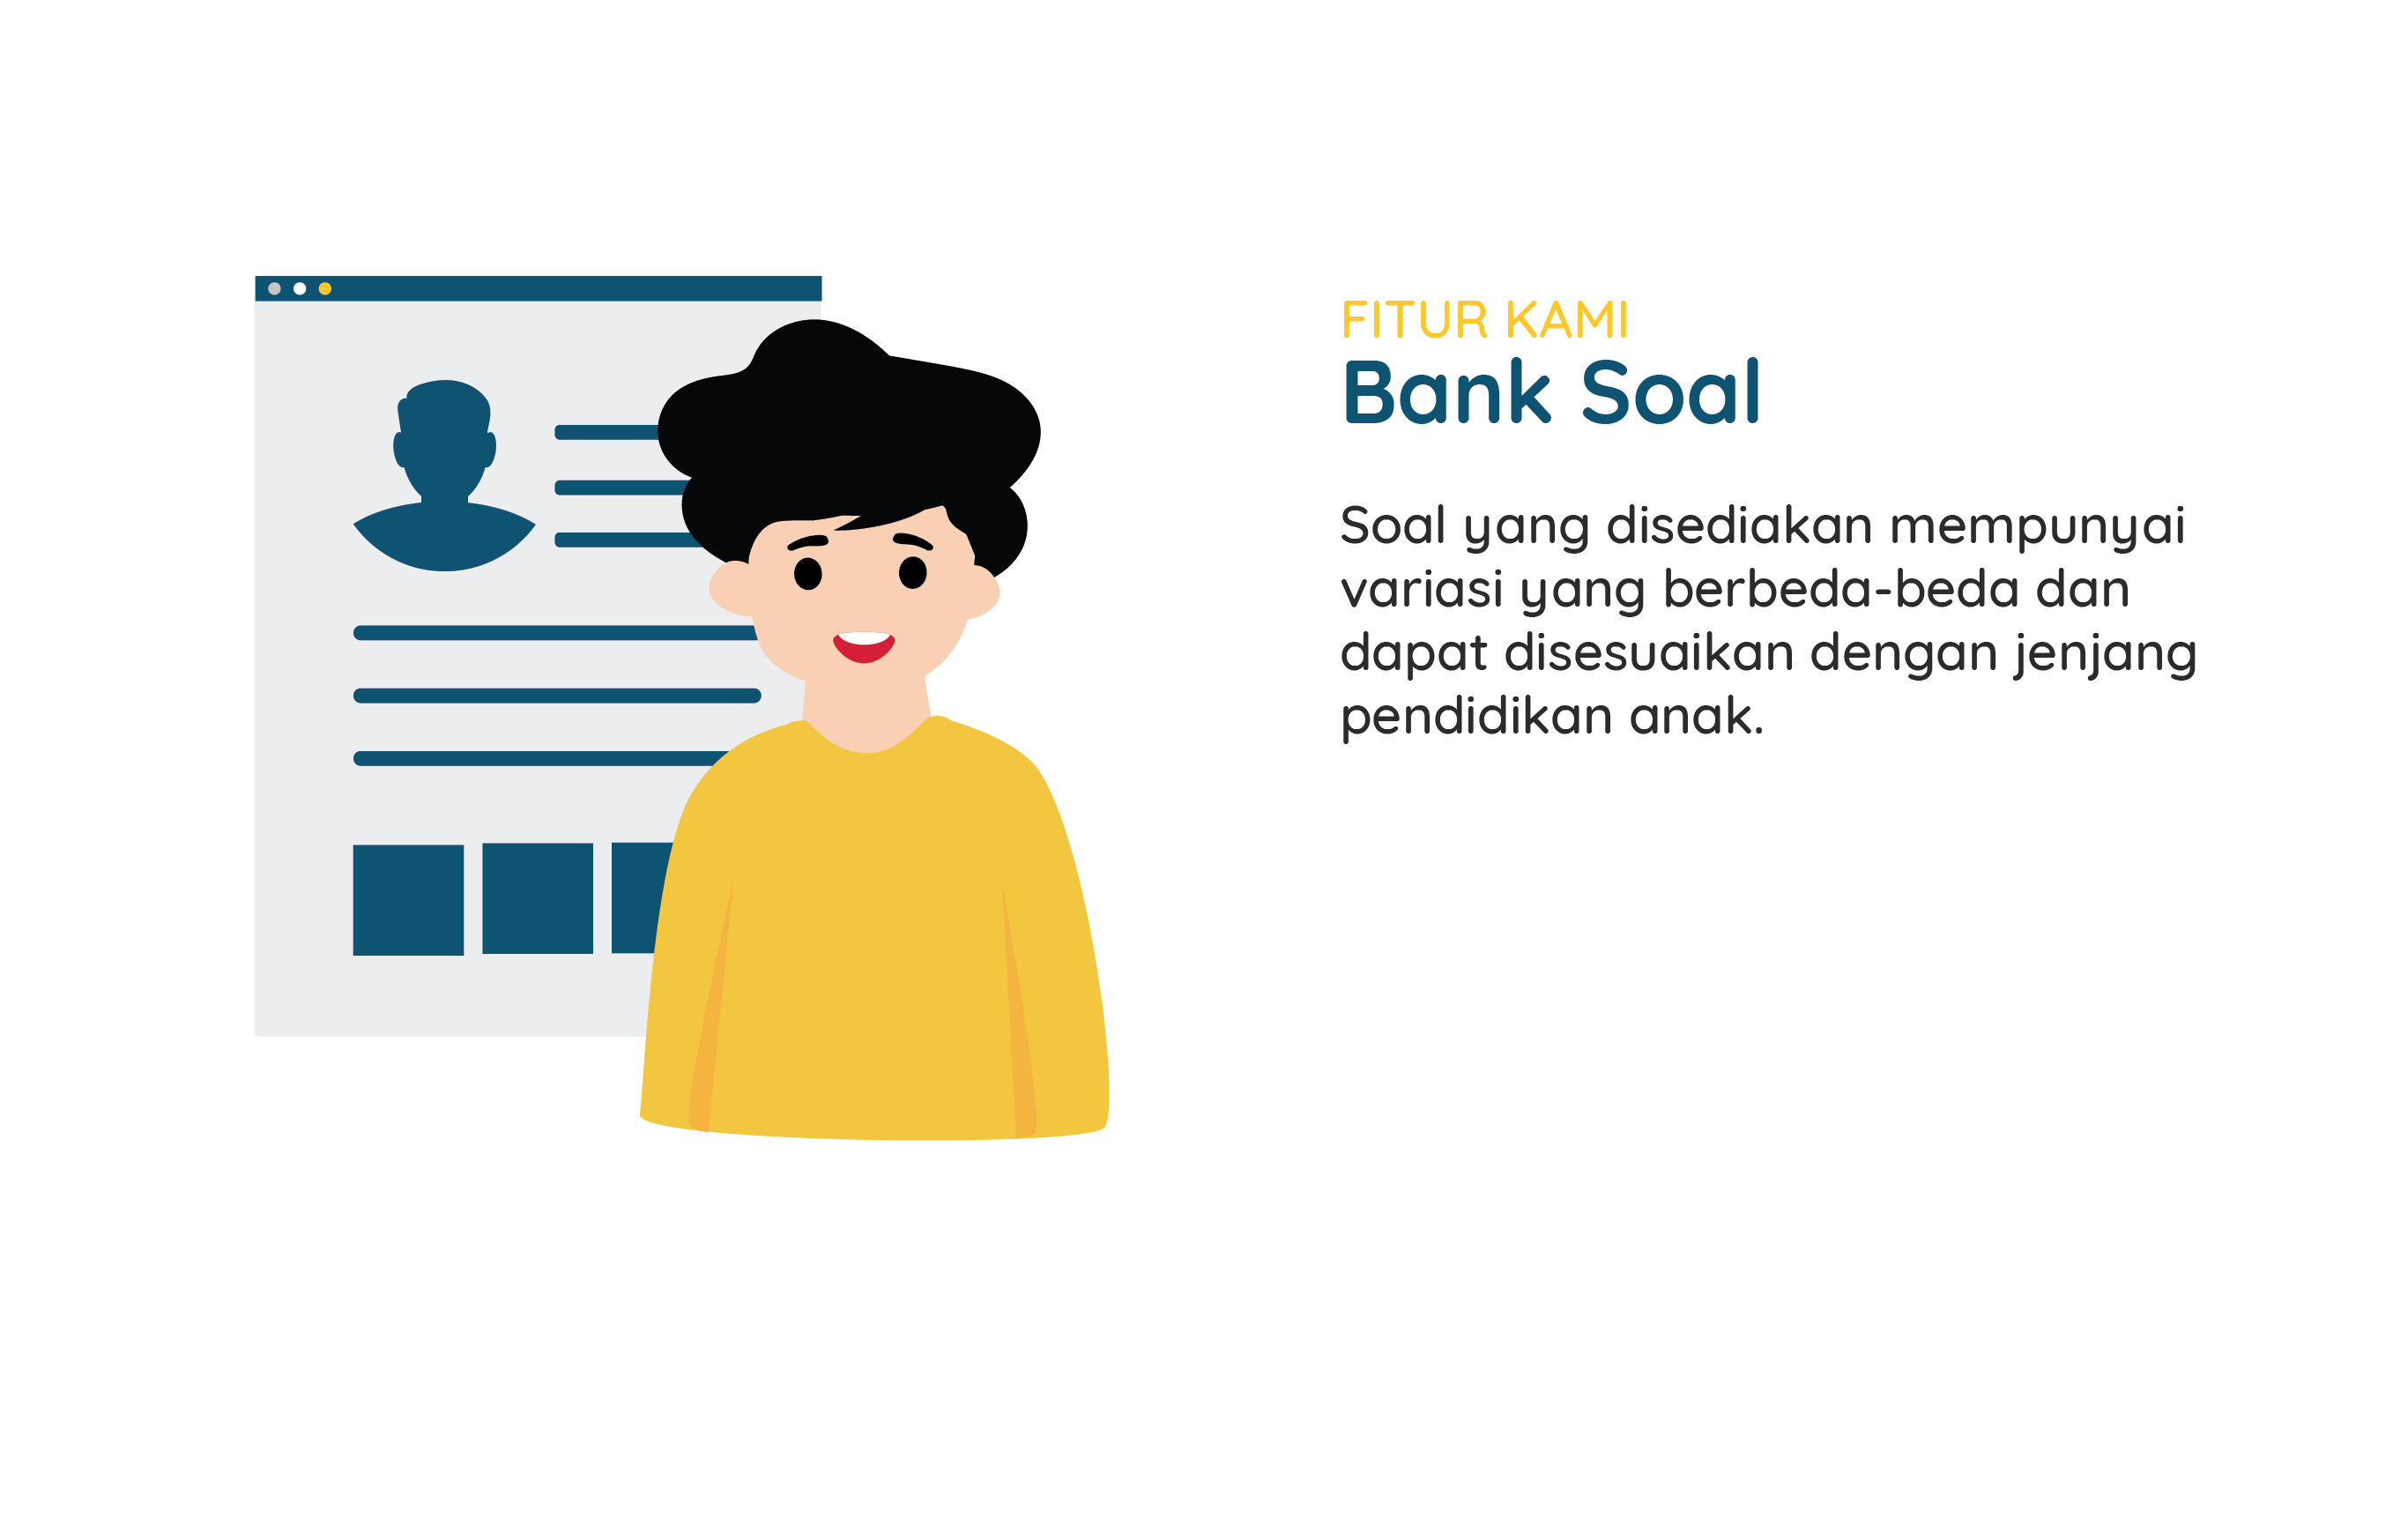 FITUR KAMI
Bank Soal
Soal yang disediakan mempunyai
variasi yang berbeda-beda dan
dapat disesuaikan dengan jenjang
pendidikan anak.